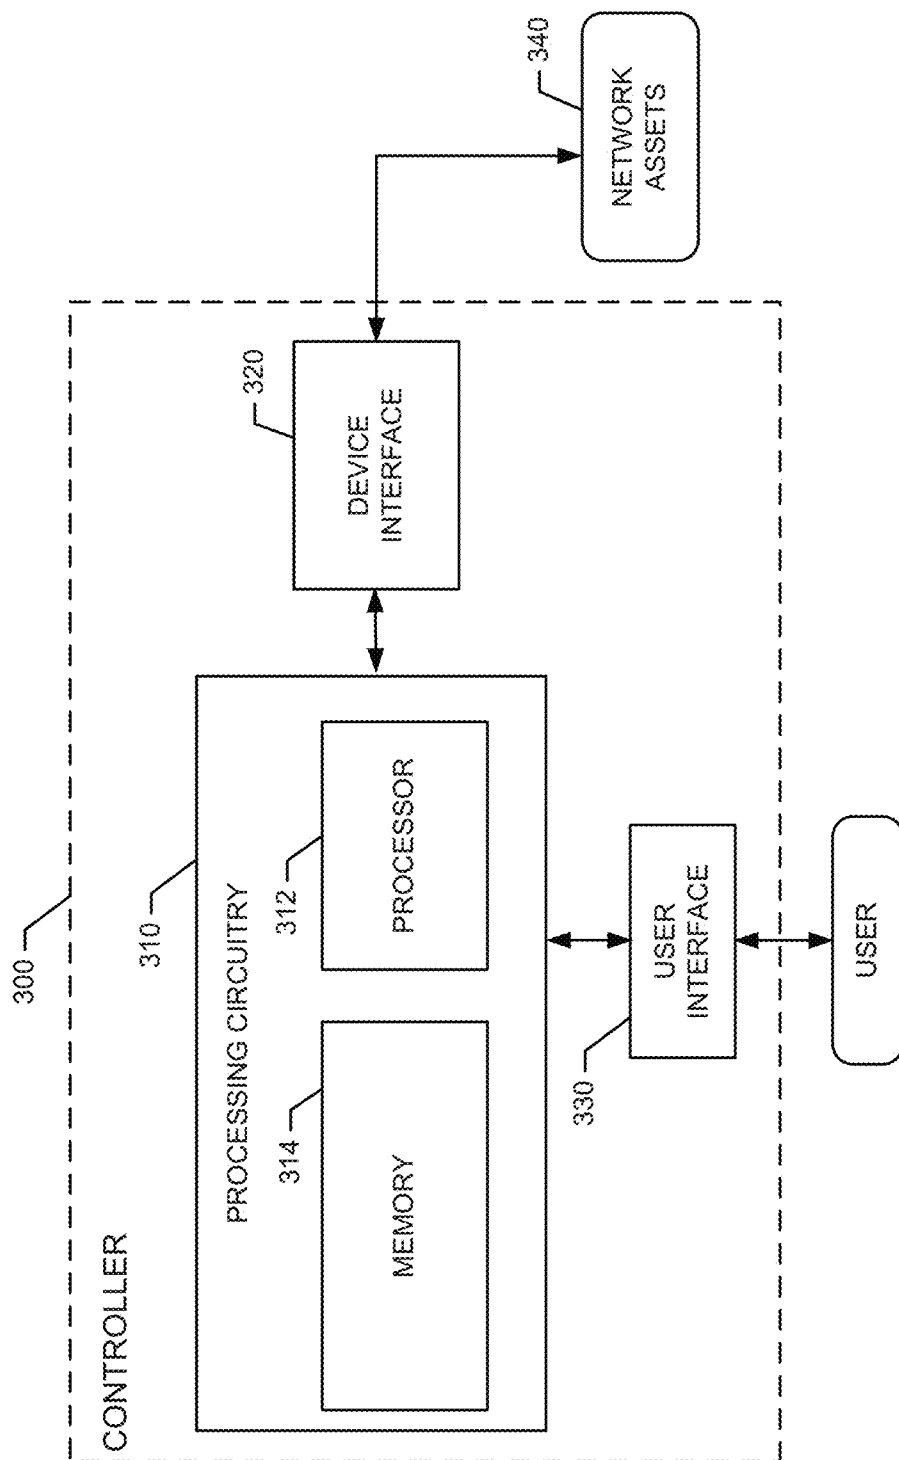 300
CONTROLLER
310
PROCESSING CIRCUITRY
314
MEMORY
312
PROCESSOR
320
DEVICE
INTERFACE
340
NETWORK
ASSETS
330
USER
INTERFACE
USER